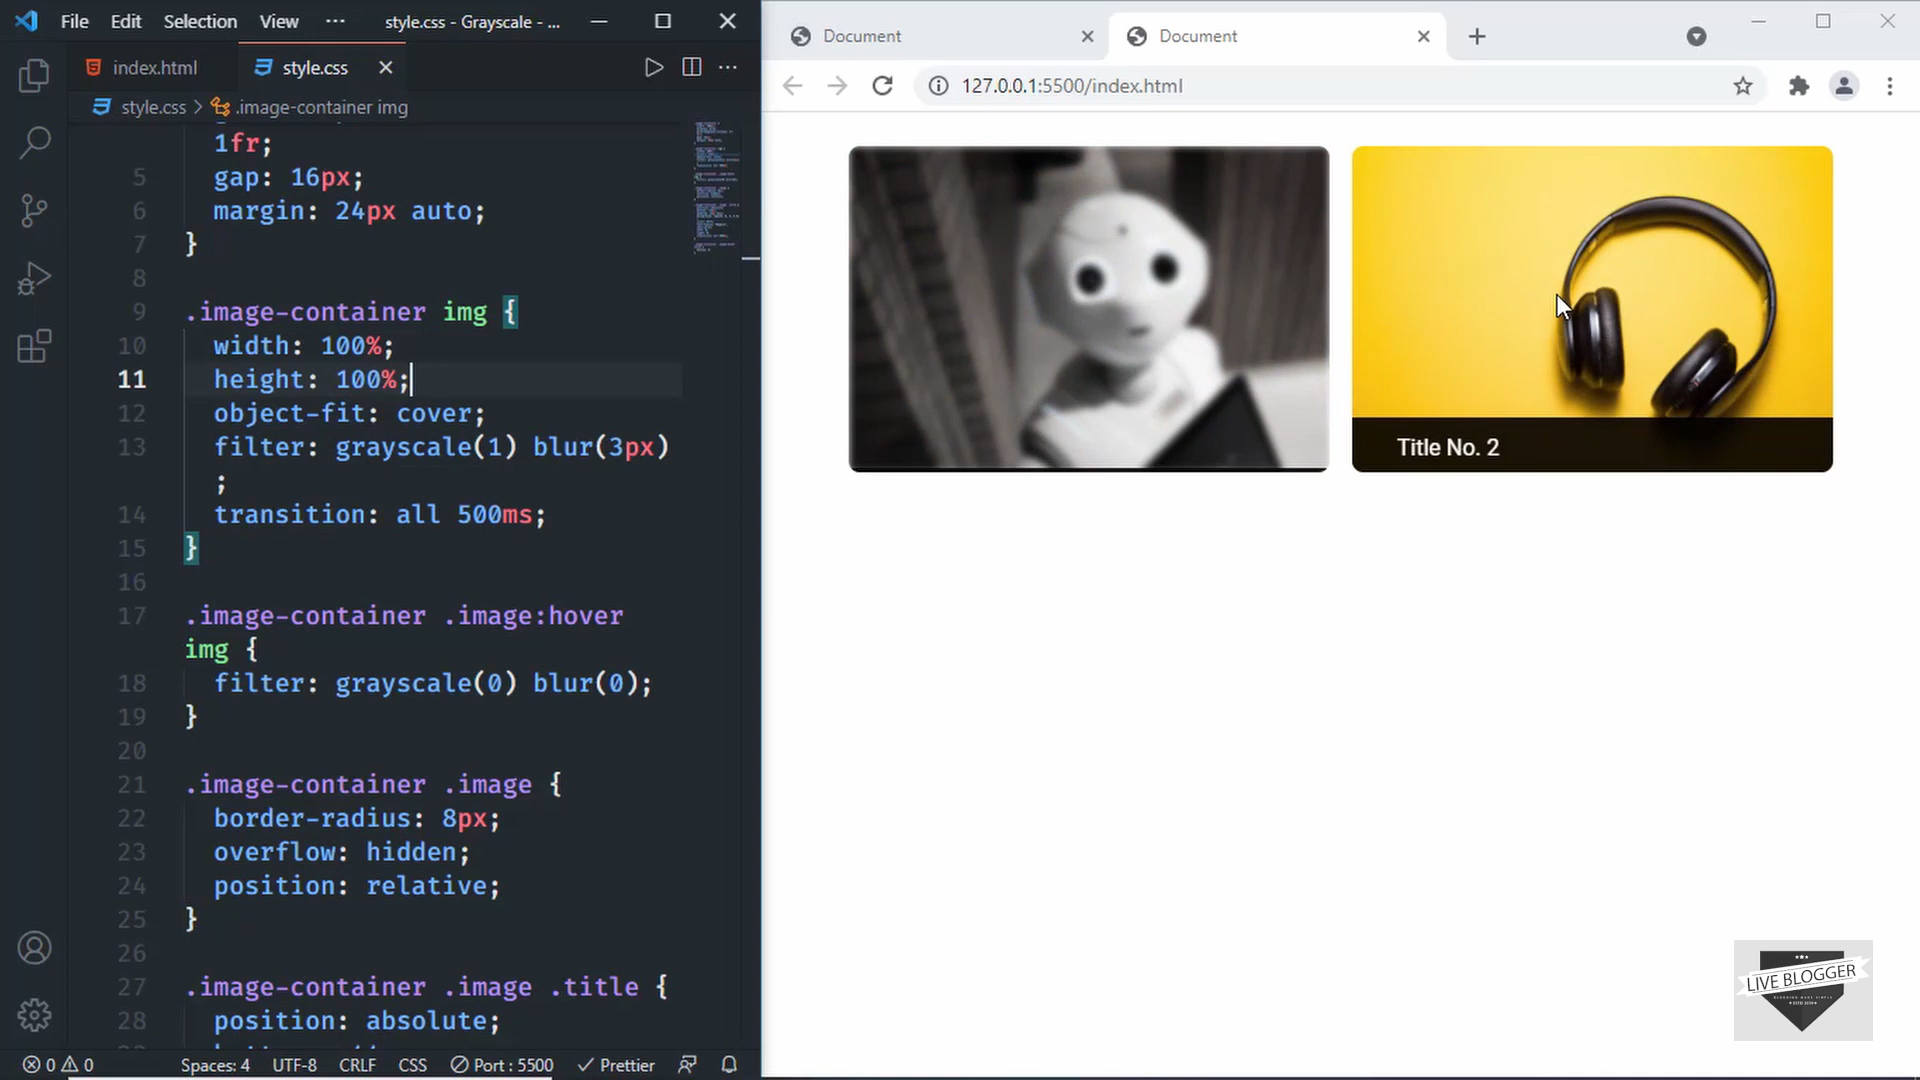 File Edit Selection View ··· style.css - Grayscale - ...
index.html style.css
style.css > .image-container img
1fr;
5 gap: 16px;
6 margin: 24px auto;
7 }
8
9 .image-container img {
10 width: 100%;
11 height: 100%;
12 object-fit: cover;
13 filter: grayscale(1) blur(3px)
;
14 transition: all 500ms;
15 }
16
17 .image-container .image:hover
img {
18 filter: grayscale(0) blur(0);
19 }
20
21 .image-container .image {
22 border-radius: 8px;
23 overflow: hidden;
24 position: relative;
25 }
26
27 .image-container .image .title {
28 position: absolute;
0 0 Spaces: 4 UTF-8 CRLF CSS Port : 5500 Prettier
Document Document
127.0.0.1:5500/index.html
Title No. 2
LIVE BLOGGER